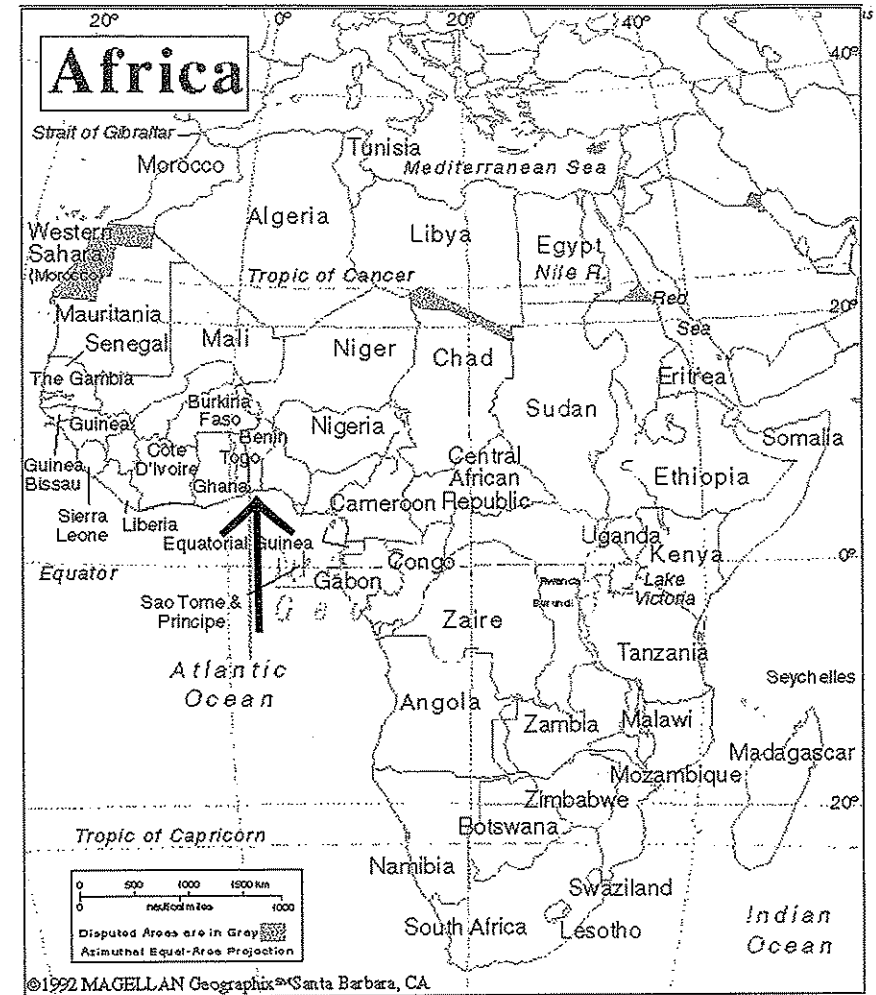 20° 0° 20° 40° is
Africa
40°
Strait of Gibraltar
Tunisia
Morocco
Mediterranean Sea
Algeria
Libya
Western
Sahara
(Morocco)
Egypt
Nile R.
Tropic of Cancer
Red
Sea
20°
Mauritania
Senegal
Mali
Niger
Chad
The Gambia
Eritrea
Burkina
Faso
Sudan
Guinea
Nigeria
Benin
Somalia
Cote
D'Ivoire
Togo
Central
African
Republic
Guinea
Bissau
Ethiopia
Ghana
Cameroon
Sierra
Leone
Liberia
Equatorial Guinea
Uganda
Kenya
Congo
0°
Equator
Gabon
Rwanda
Lake
Victoria
Burundi
Sao Tome &
Principe
Zaire
Tanzania
Atlantic
Ocean
Seychelles
Angola
Zambia
Malawi
Madagascar
Mozambique
Zimbabwe
20°
Botswana
Tropic of Capricorn
Namibia
0 500 1000 1500 km
0 nautical miles 1000
Swaziland
Disputed Areas are in Gray
Azimuthal Equal-Area Projection
South Africa
Lesotho
Indian
Ocean
©1992 MAGELLAN Geographix℠Santa Barbara, CA